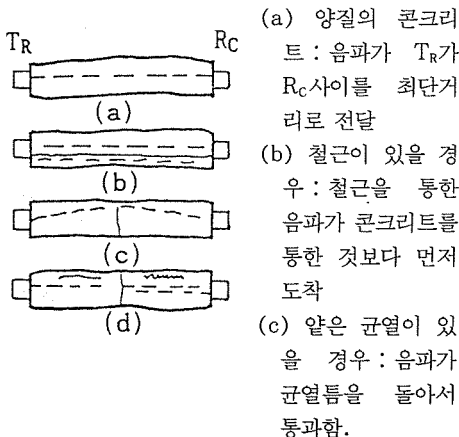 T_R R_C
(a)
(b)
(c)
(d)
(a) 양질의 콘크리
트 : 음파가 T_R가
R_C사이를 최단거
리로 전달
(b) 철근이 있을 경
우 : 철근을 통한
음파가 콘크리트를
통한 것보다 먼저
도착
(c) 얕은 균열이 있
을 경우 : 음파가
균열틈을 돌아서
통과함.